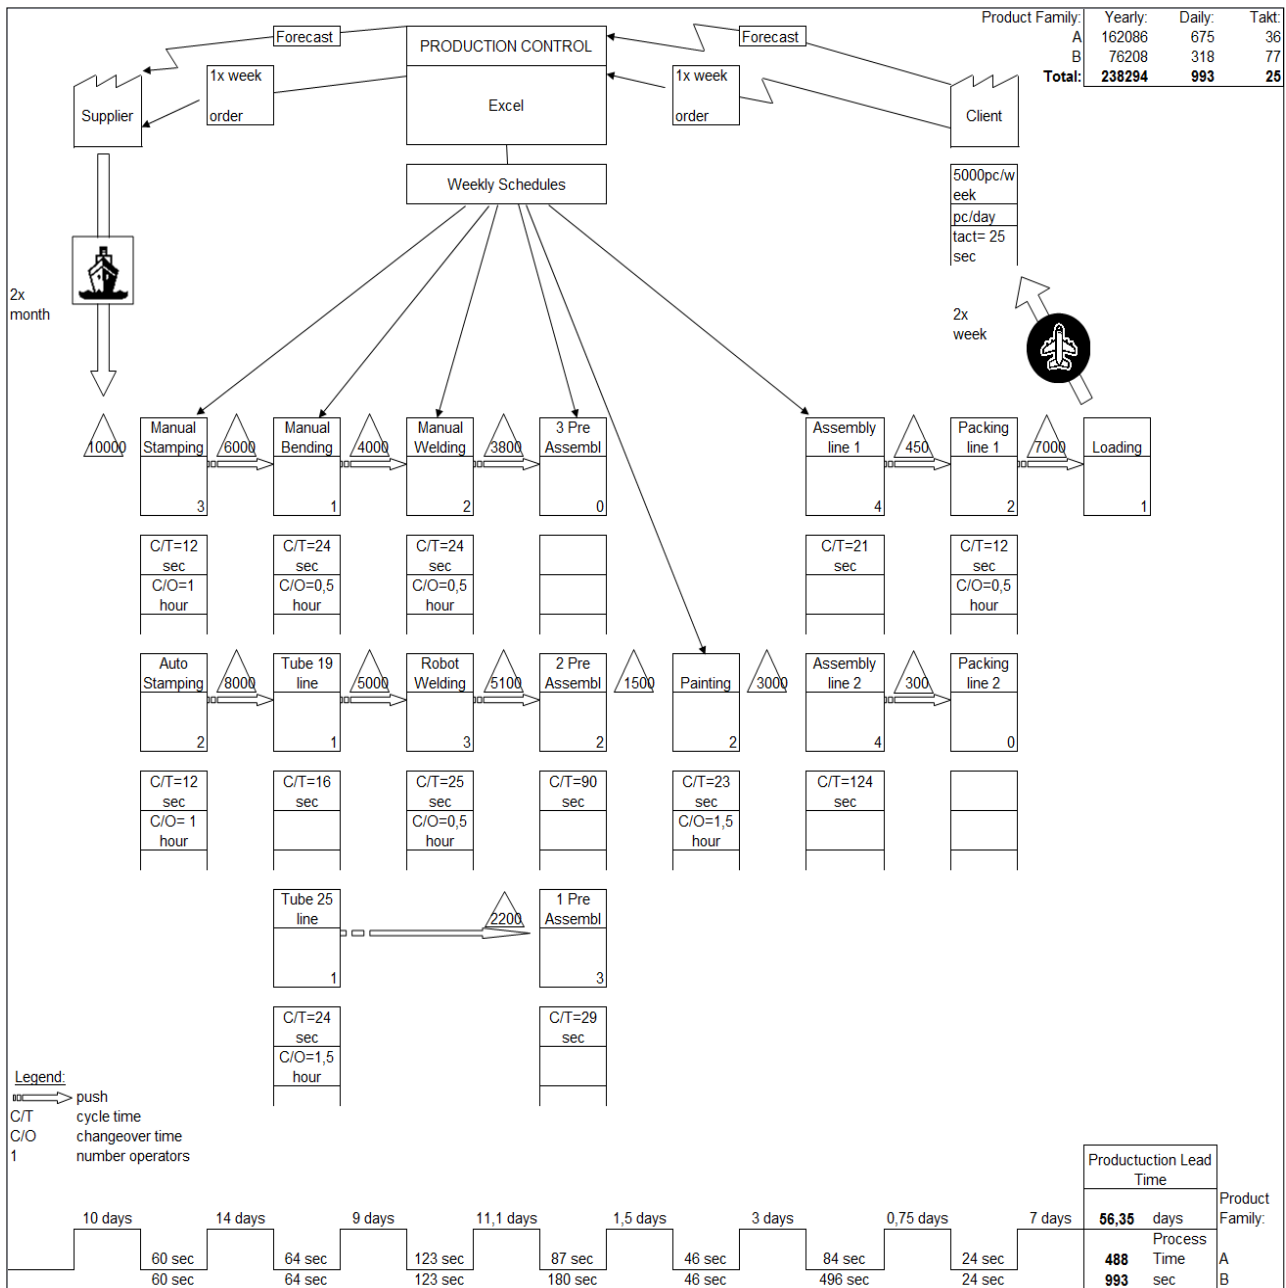 Product Family: Yearly: Daily: Takt:
A 162086 675 36
B 76208 318 77
Total: 238294 993 25
Forecast
PRODUCTION CONTROL
Forecast
1x week
order
Excel
1x week
order
Supplier
Client
Weekly Schedules
5000pc/w
eek
pc/day
tact= 25
sec
2x
month
2x
week
10000
Manual
Stamping
3
6000
Manual
Bending
1
4000
Manual
Welding
2
3800
3 Pre
Assembl
0
Assembly
line 1
4
450
Packing
line 1
2
7000
Loading
1
C/T=12
sec
C/O=1
hour
C/T=24
sec
C/O=0,5
hour
C/T=24
sec
C/O=0,5
hour
C/T=21
sec
C/T=12
sec
C/O=0,5
hour
Auto
Stamping
2
8000
Tube 19
line
1
5000
Robot
Welding
3
5100
2 Pre
Assembl
2
1500
Painting
2
3000
Assembly
line 2
4
300
Packing
line 2
0
C/T=12
sec
C/O= 1
hour
C/T=16
sec
C/T=25
sec
C/O=0,5
hour
C/T=90
sec
C/T=23
sec
C/O=1,5
hour
C/T=124
sec
Tube 25
line
1
2200
1 Pre
Assembl
3
C/T=24
sec
C/O=1,5
hour
C/T=29
sec
Legend:
push
C/T cycle time
C/O changeover time
1 number operators
Productuction Lead
Time
10 days 14 days 9 days 11,1 days 1,5 days 3 days 0,75 days 7 days 56,35 days
Product
Family:
60 sec 64 sec 123 sec 87 sec 46 sec 84 sec 24 sec 488
Process
Time A
60 sec 64 sec 123 sec 180 sec 46 sec 496 sec 24 sec 993 sec B